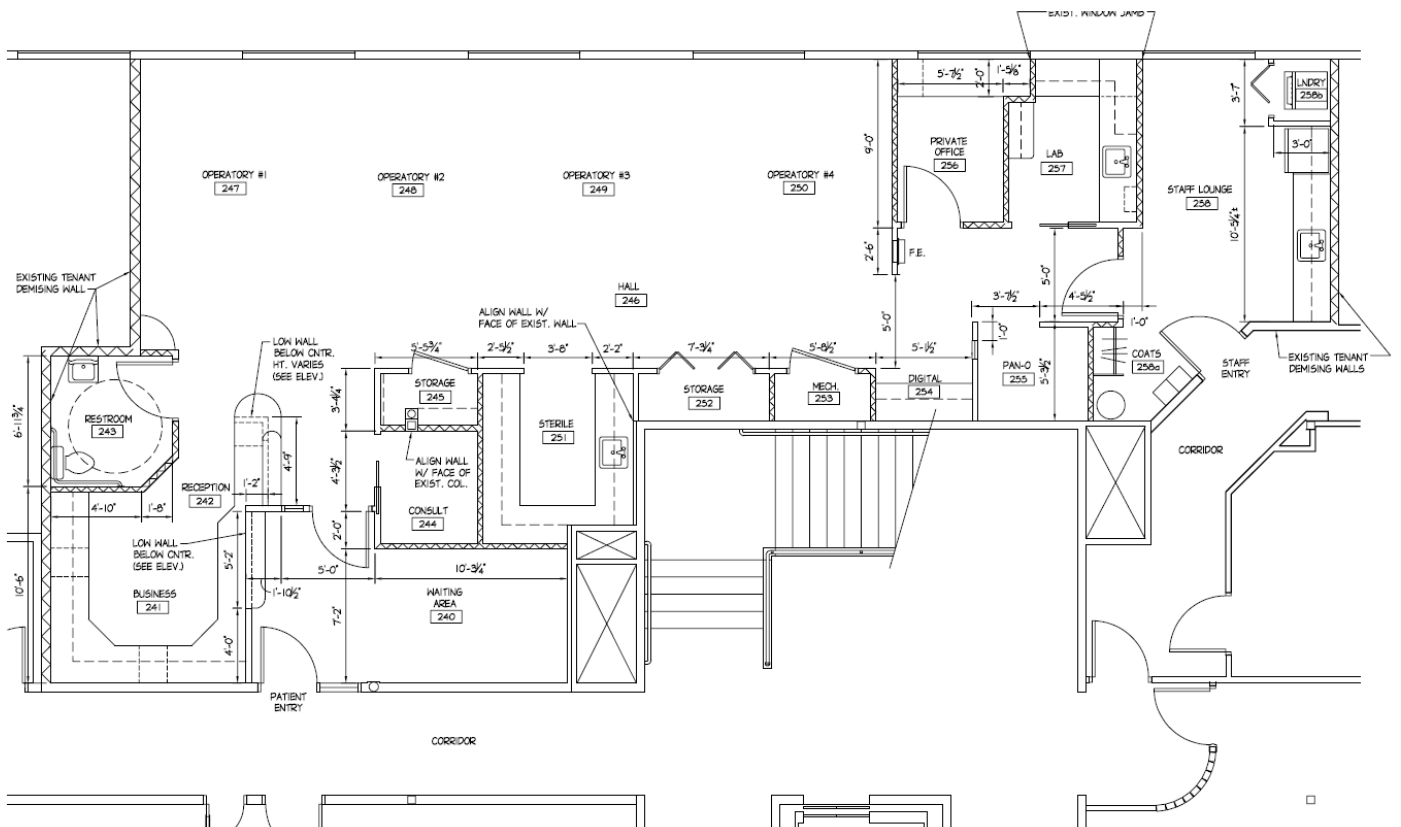 EXIST. WINDOW JAMB
5'-7½"
2'-0"
3'-7"
LNDRY
258b
9'-0"
3'-0"
PRIVATE
OFFICE
256
LAB
257
OPERATORY #1
247
OPERATORY #2
248
OPERATORY #3
249
OPERATORY #4
250
STAFF LOUNGE
258
10'-5¼"±
2'-6"
F.E.
EXISTING TENANT
DEMISING WALL
HALL
246
5'-0"
3'-7½"
4'-5½"
ALIGN WALL W/
FACE OF EXIST. WALL
5'-0"
1'-0"
1'-0"
LOW WALL
BELOW CNTR.
HT. VARIES
(SEE ELEV.)
5'-5¾"
2'-5½"
3'-8"
2'-2"
7'-3¼"
5'-8½"
5'-1½"
COATS
258a
STAFF
ENTRY
EXISTING TENANT
DEMISING WALLS
PAN-O
255
5'-3½"
STORAGE
245
3'-4¼"
STORAGE
252
MECH.
253
DIGITAL
254
RESTROOM
243
6'-11¾"
STERILE
251
CORRIDOR
4'-9"
4'-3½"
ALIGN WALL
W/ FACE OF
EXIST. COL.
RECEPTION
242
1'-2"
4'-10"
1'-8"
CONSULT
244
2'-0"
LOW WALL
BELOW CNTR.
(SEE ELEV.)
5'-2"
5'-0"
10'-3¼"
10'-6"
1'-10½"
BUSINESS
241
WAITING
AREA
240
7'-2"
4'-0"
PATIENT
ENTRY
CORRIDOR